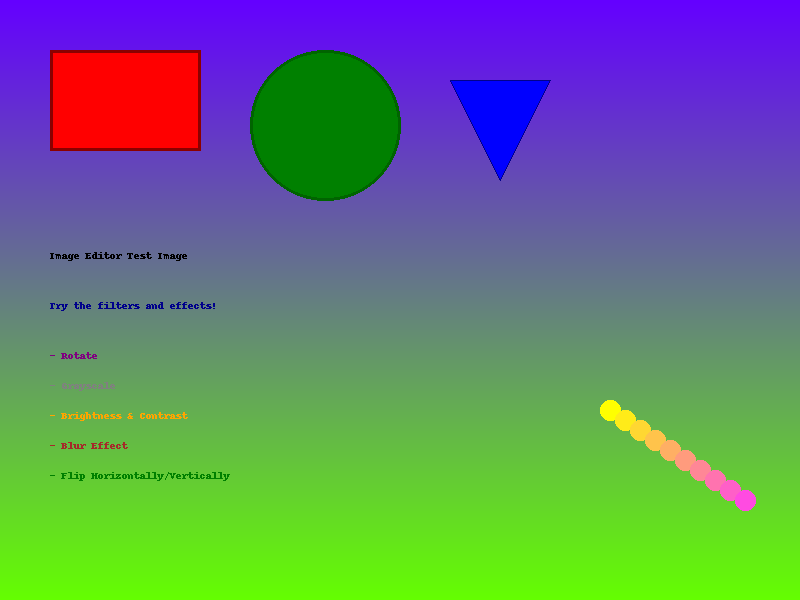 Image Editor Test Image
Try the filters and effects!
- Rotate
- Grayscale
- Brightness & Contrast
- Blur Effect
- Flip Horizontally/Vertically